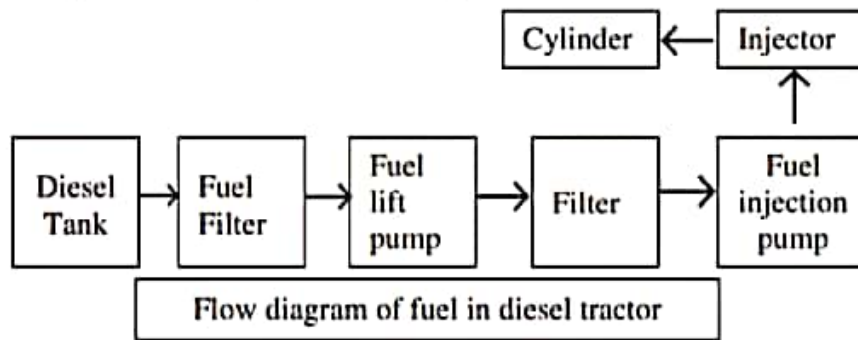 Cylinder
Injector
Diesel
Tank
Fuel
Filter
Fuel
lift
pump
Filter
Fuel
injection
pump
Flow diagram of fuel in diesel tractor